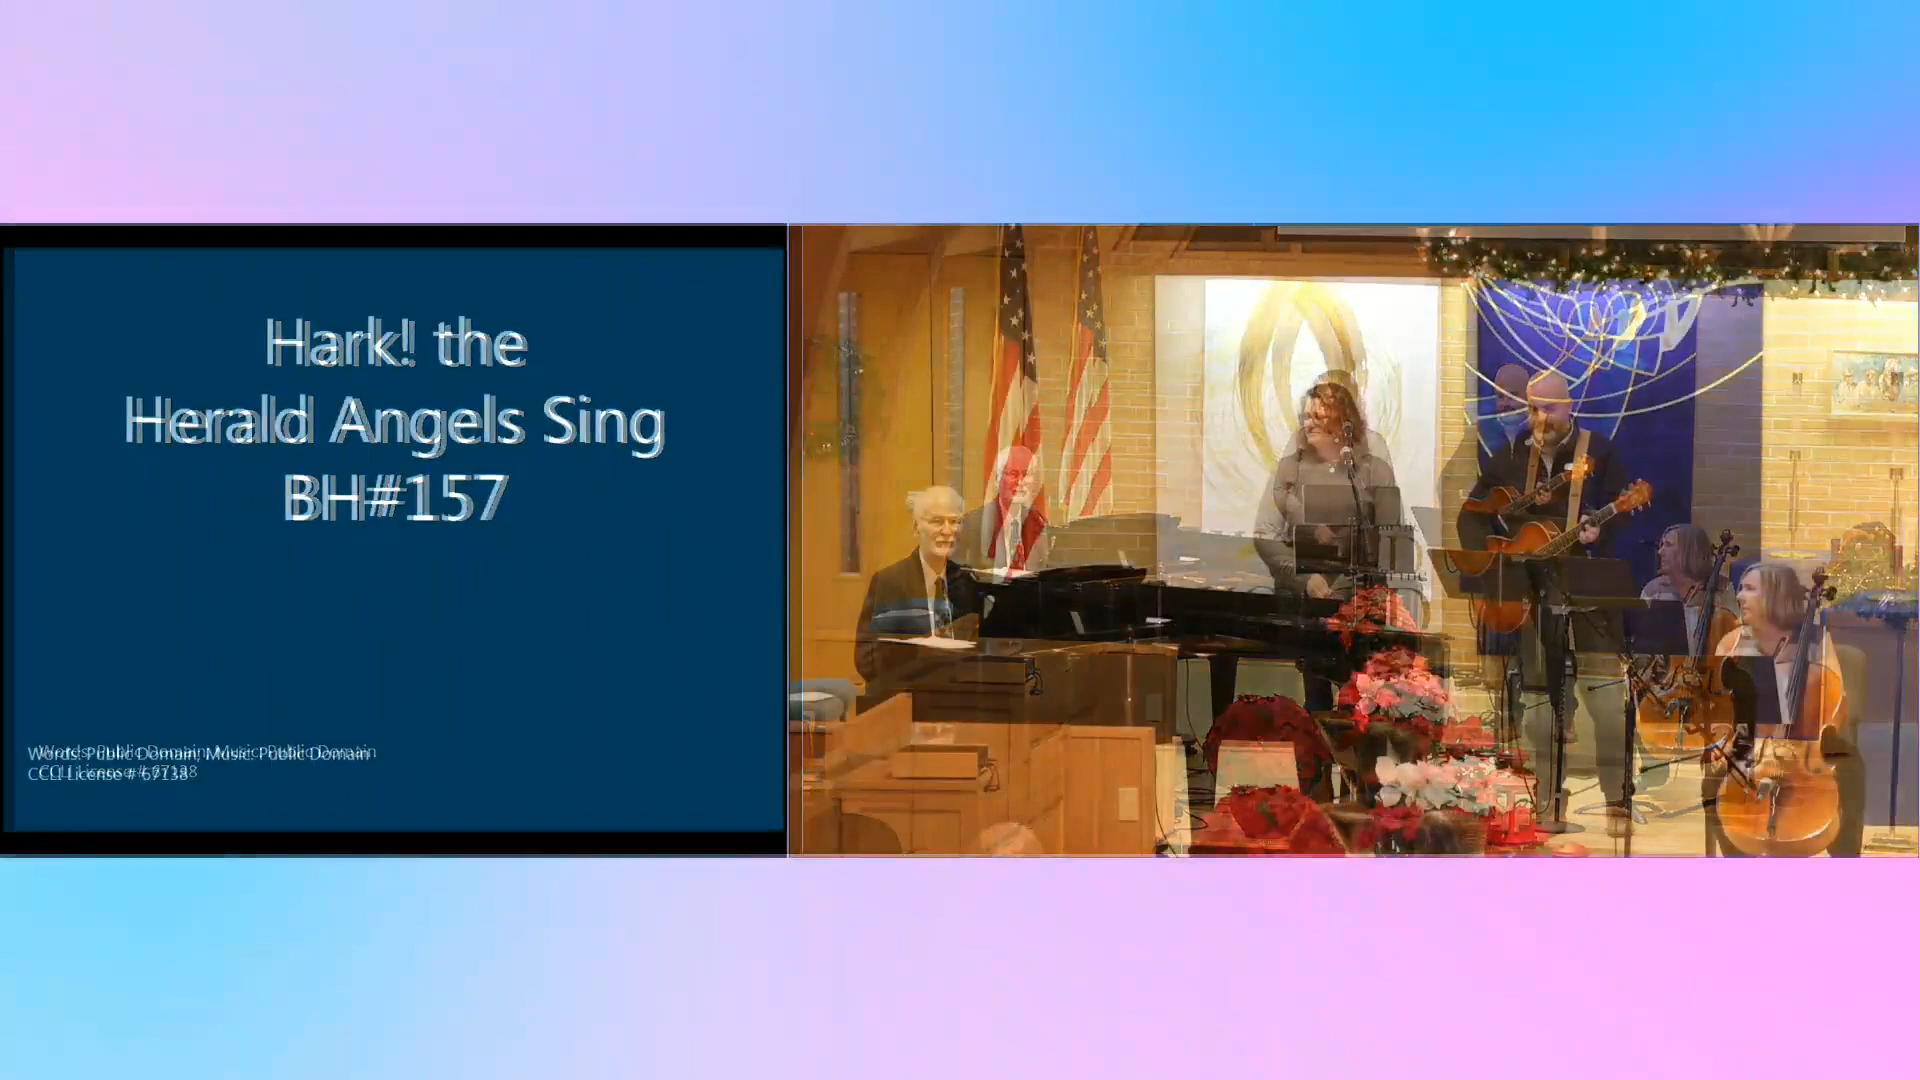 Hark! the
Herald Angels Sing
BH#157
Words: Public Domain; Music: Public Domain
CCLI License # 67138